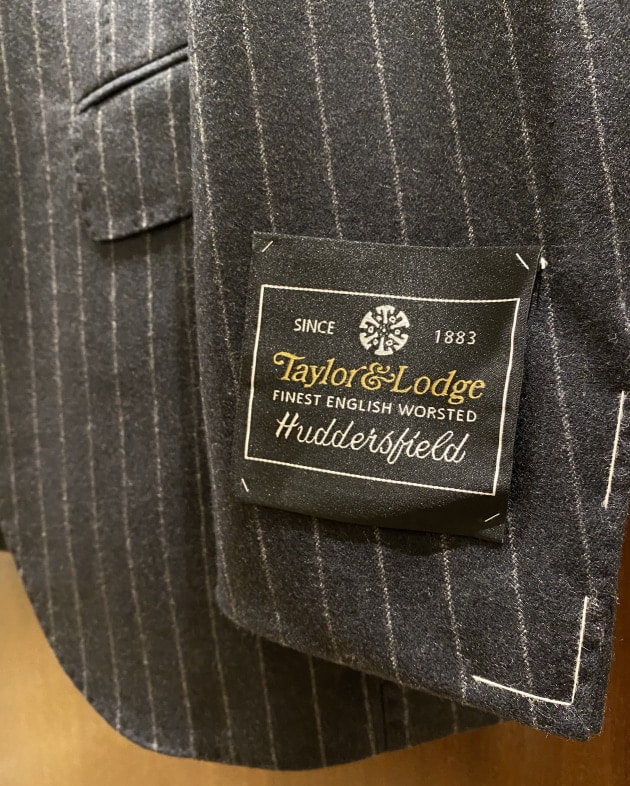 SINCE 1883
Taylor & Lodge
FINEST ENGLISH WORSTED
Huddersfield